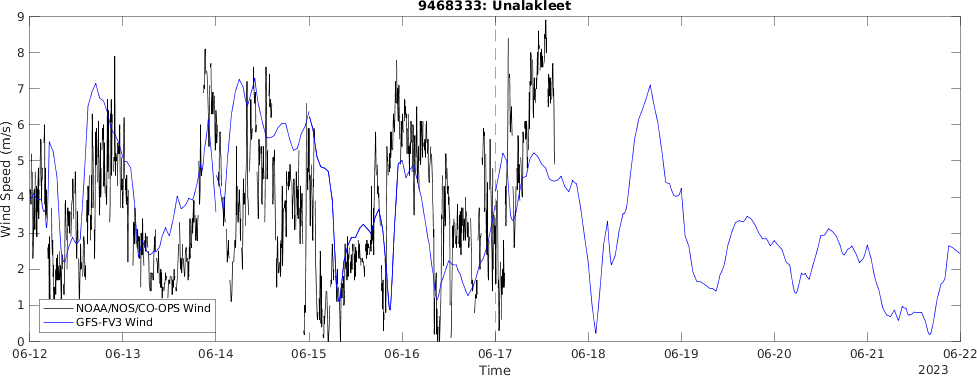 9468333: Unalakleet
Wind Speed (m/s)
9
8
7
6
5
4
3
2
1
0
NOAA/NOS/CO-OPS Wind
GFS-FV3 Wind
06-12 06-13 06-14 06-15 06-16 06-17 06-18 06-19 06-20 06-21 06-22
Time
2023